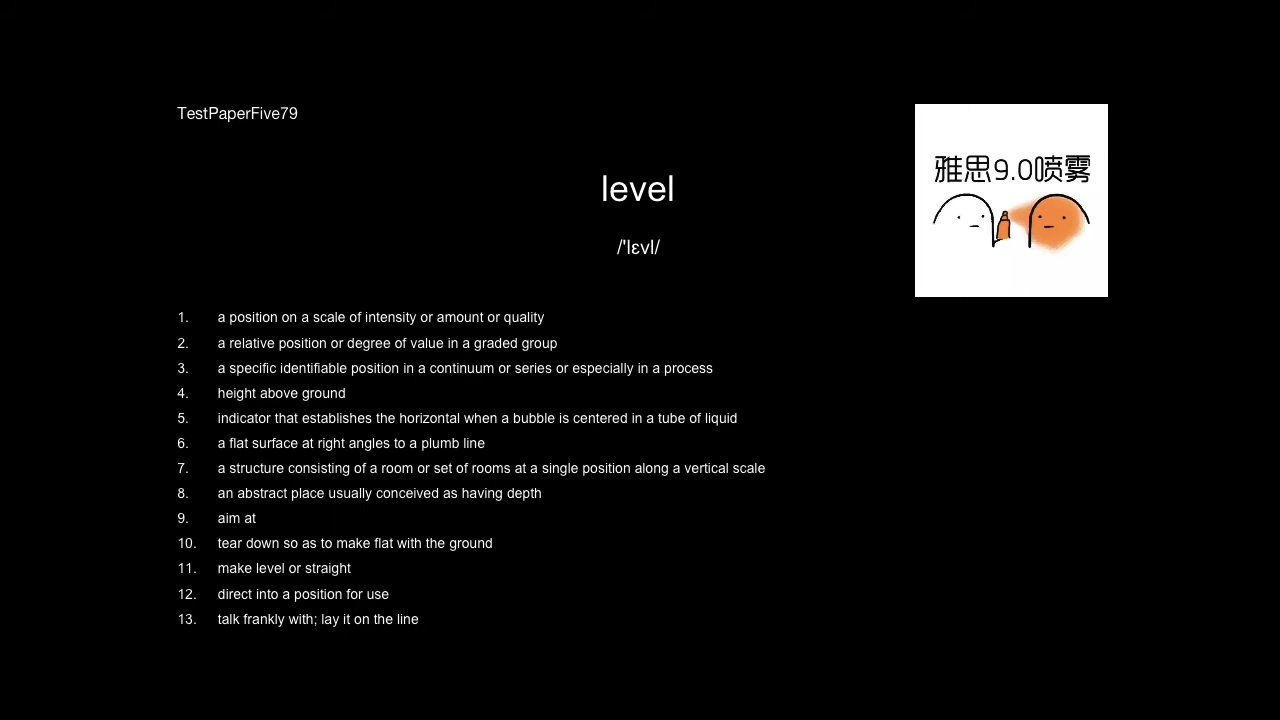 TestPaperFive79
雅思9.0喷雾
level
/'lɛvl/
1. a position on a scale of intensity or amount or quality
2. a relative position or degree of value in a graded group
3. a specific identifiable position in a continuum or series or especially in a process
4. height above ground
5. indicator that establishes the horizontal when a bubble is centered in a tube of liquid
6. a flat surface at right angles to a plumb line
7. a structure consisting of a room or set of rooms at a single position along a vertical scale
8. an abstract place usually conceived as having depth
9. aim at
10. tear down so as to make flat with the ground
11. make level or straight
12. direct into a position for use
13. talk frankly with; lay it on the line